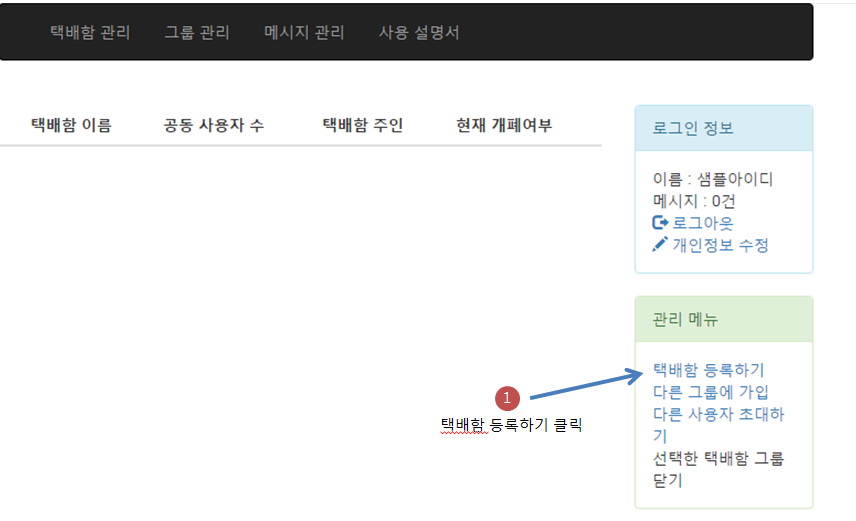 택배함 관리 그룹 관리 메시지 관리 사용 설명서
택배함 이름 공동 사용자 수 택배함 주인 현재 개폐여부
로그인 정보
이름 : 샘플아이디
메시지 : 0건
로그아웃
개인정보 수정
관리 메뉴
택배함 등록하기
다른 그룹에 가입
다른 사용자 초대하
기
선택한 택배함 그룹
닫기
1
택배함 등록하기 클릭